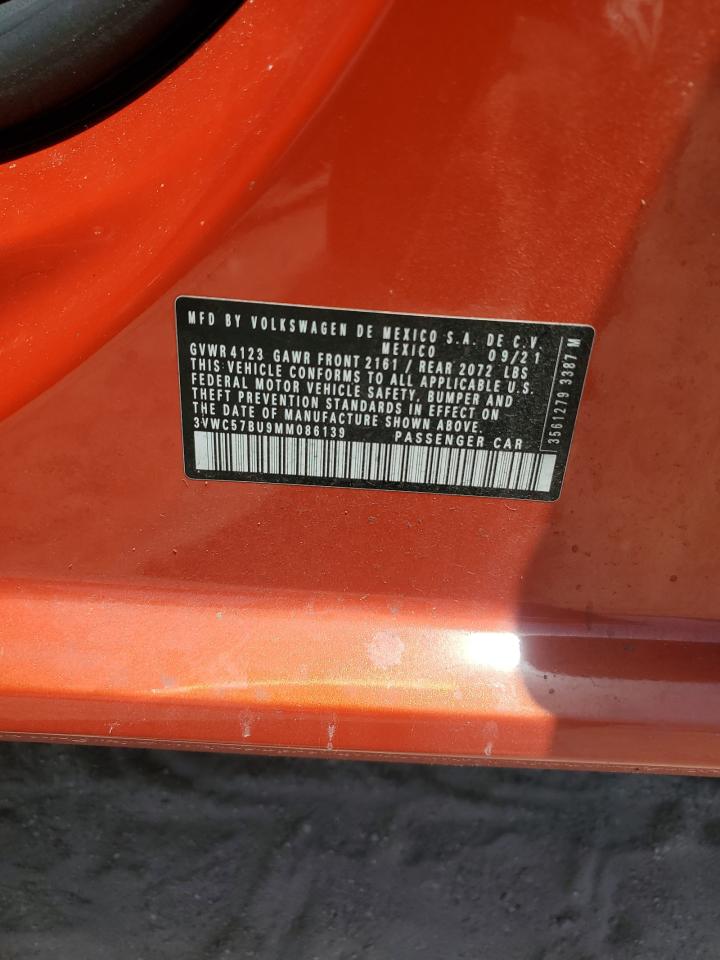 MFD BY VOLKSWAGEN DE MEXICO S.A. DE C.V.
MEXICO 09/21
GVWR 4123 GAWR FRONT 2161 / REAR 2072 LBS
THIS VEHICLE CONFORMS TO ALL APPLICABLE U.S.
FEDERAL MOTOR VEHICLE SAFETY, BUMPER AND
THEFT PREVENTION STANDARDS IN EFFECT ON
THE DATE OF MANUFACTURE SHOWN ABOVE.
3VWC57BU9MM086139 PASSENGER CAR
3561279 3387 M